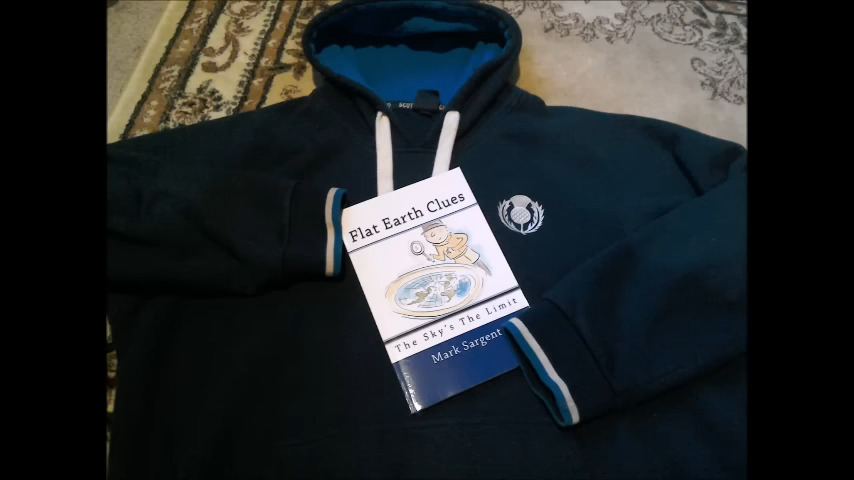 Flat Earth Clues
The Sky's The Limit
Mark Sargent